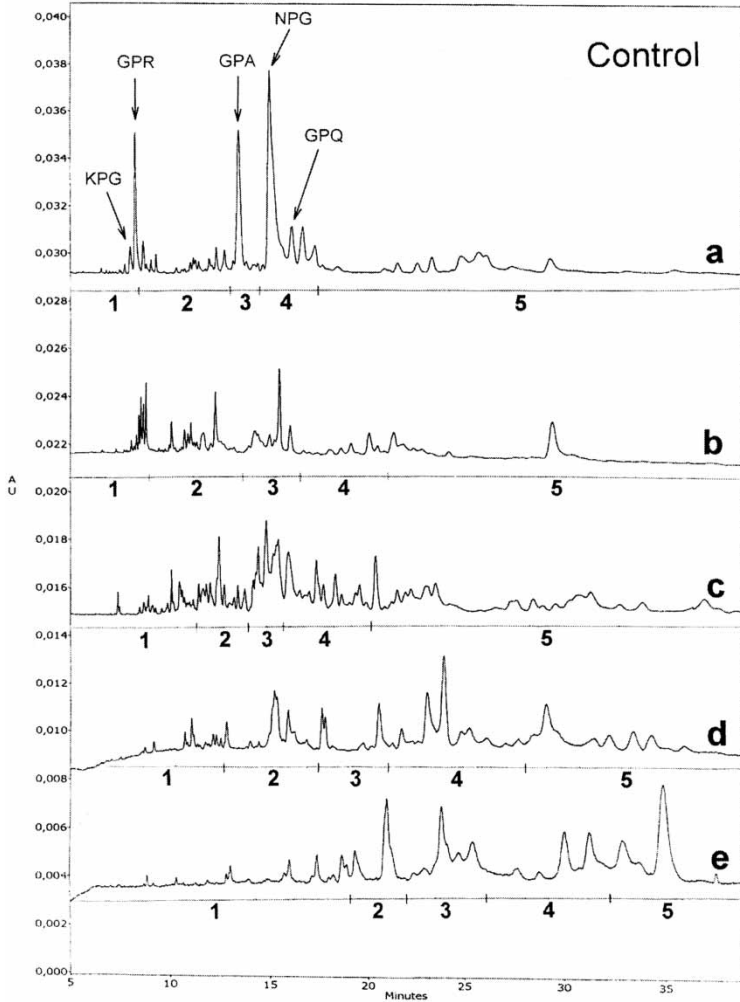 0,040
NPG
Control
GPR
GPA
0,038
0,036
GPQ
0,034
KPG
0,032
0,030
a
1 2 3 4 5
0,028
0,026
0,024
b
0,022
1 2 3 4 5
A
U
0,020
0,018
c
0,016
1 2 3 4 5
0,014
0,012
0,010
d
1 2 3 4 5
0,008
0,006
e
0,004
1 2 3 4 5
0,002
0,000
5 10 15 20 25 30 35
Minutes